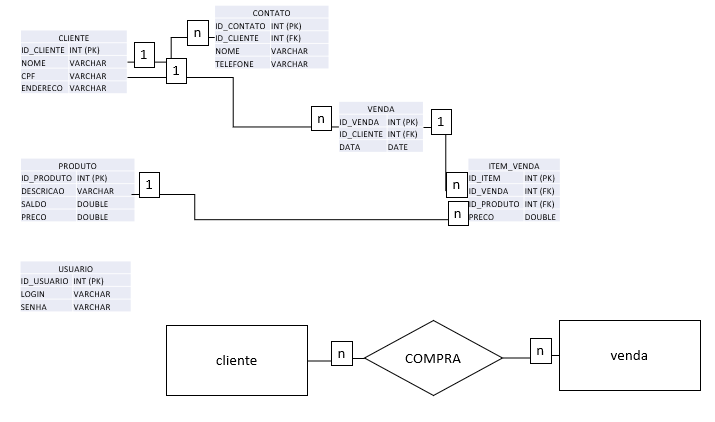 CONTATO
ID_CONTATO INT (PK)
ID_CLIENTE INT (FK)
NOME VARCHAR
TELEFONE VARCHAR
n
CLIENTE
ID_CLIENTE INT (PK)
NOME VARCHAR
CPF VARCHAR
ENDERECO VARCHAR
1
1
n
VENDA
ID_VENDA INT (PK)
ID_CLIENTE INT (FK)
DATA DATE
1
PRODUTO
ID_PRODUTO INT (PK)
DESCRICAO VARCHAR
SALDO DOUBLE
PRECO DOUBLE
1
n
n
ITEM_VENDA
ID_ITEM INT (PK)
ID_VENDA INT (FK)
ID_PRODUTO INT (FK)
PRECO DOUBLE
USUARIO
ID_USUARIO INT (PK)
LOGIN VARCHAR
SENHA VARCHAR
cliente
n
COMPRA
n
venda